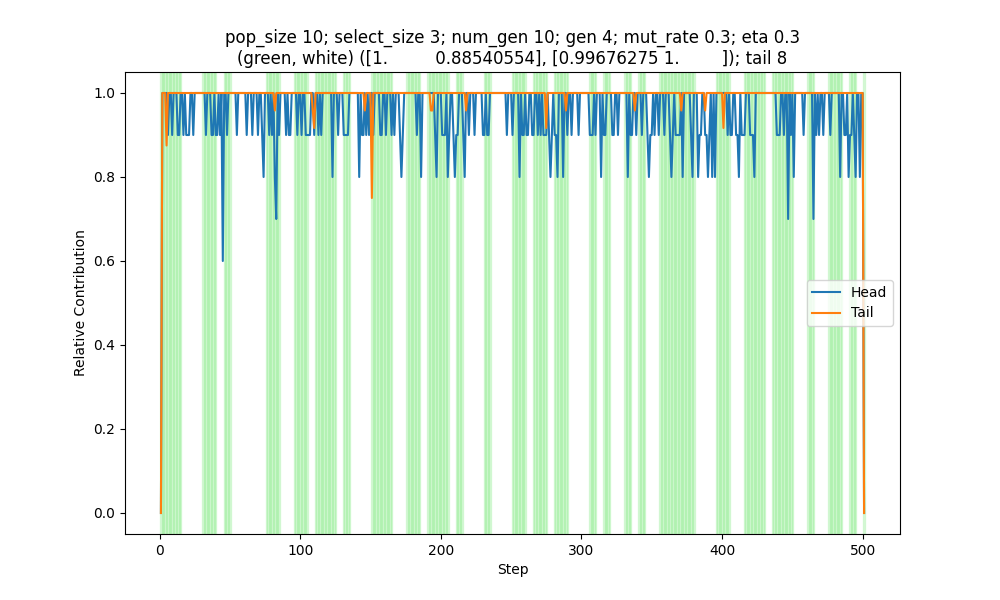 pop_size 10; select_size 3; num_gen 10; gen 4; mut_rate 0.3; eta 0.3
(green, white) ([1.         0.88540554], [0.99676275 1.        ]); tail 8
1.0
0.8
0.6
0.4
0.2
0.0
Relative Contribution
Head
Tail
0
100
200
300
400
500
Step